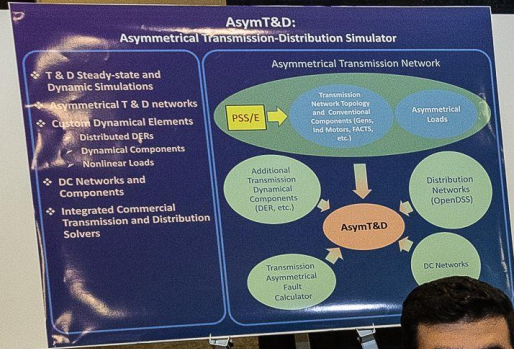 AsymT&D:
Asymmetrical Transmission-Distribution Simulator
❖ T & D Steady-state and
Dynamic Simulations
❖ Asymmetrical T & D networks
❖ Custom Dynamical Elements
Distributed DERs
Dynamical Components
Nonlinear Loads
❖ DC Networks and
Components
❖ Integrated Commercial
Transmission and Distribution
Solvers
Asymmetrical Transmission Network
PSS/E
Transmission
Network Topology
and Conventional
Components (Gens,
Ind Motors, FACTS,
etc.)
Asymmetrical
Loads
Additional
Transmission
Dynamical
Components
(DER, etc.)
Distribution
Networks
(OpenDSS)
AsymT&D
Transmission
Asymmetrical
Fault
Calculator
DC Networks